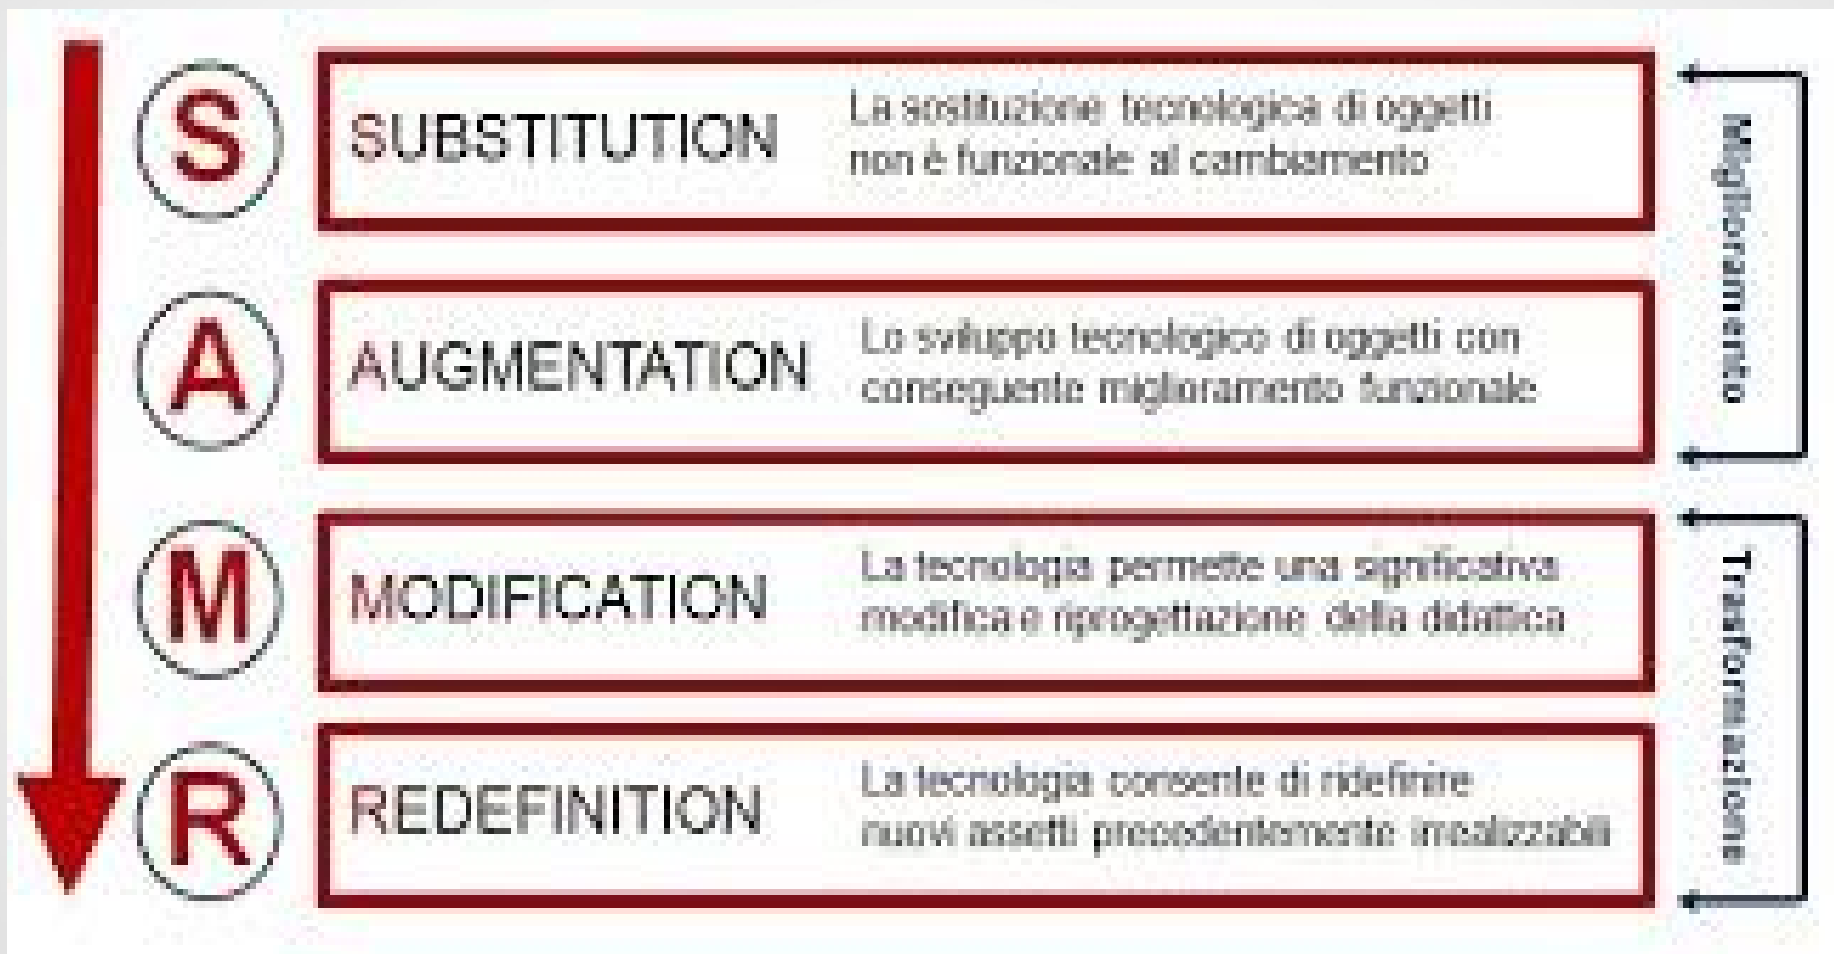 S
SUBSTITUTION
La sostituzione tecnologica di oggetti
non è funzionale al cambiamento
A
AUGMENTATION
Lo sviluppo tecnologico di oggetti con
conseguente miglioramento funzionale
Miglioramento
M
MODIFICATION
La tecnologia permette una significativa
modifica e riprogettazione della didattica
R
REDEFINITION
La tecnologia consente di ridefinire
nuovi assetti precedentemente irrealizzabili
Trasformazione